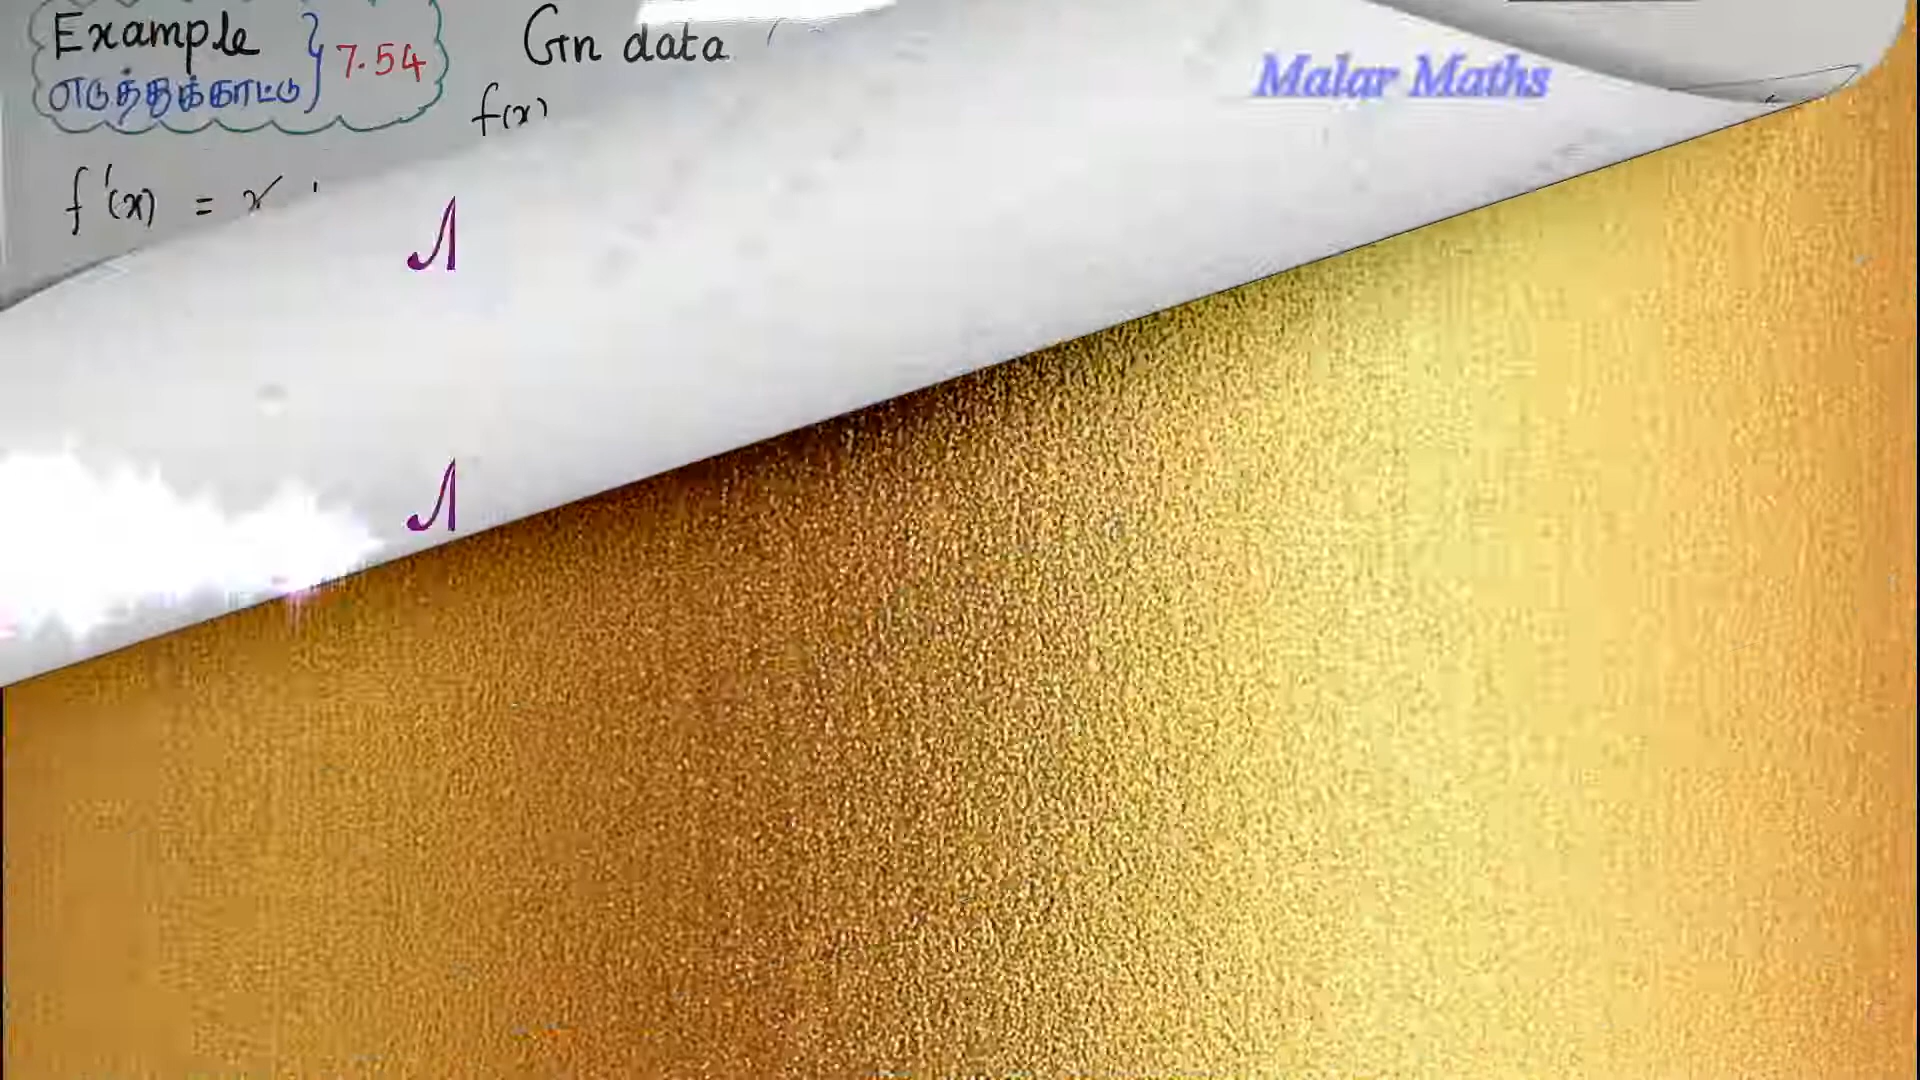 Example
எடுத்துக்காட்டு } 7.54
Gn data
f(x)
f'(x) =
Malar Maths